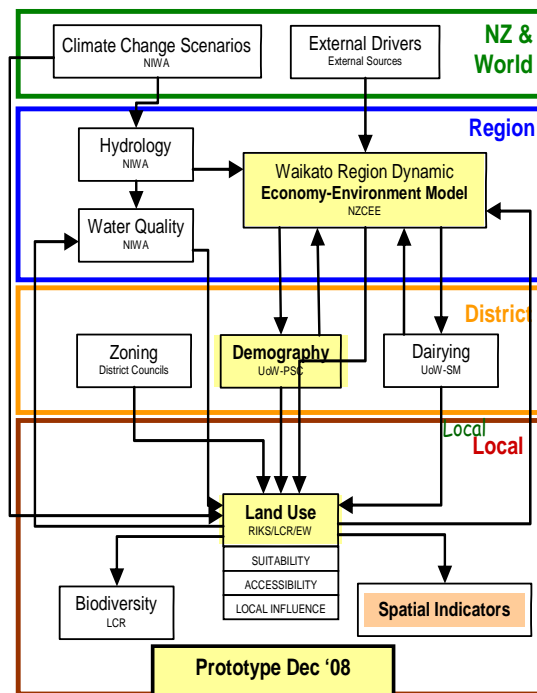 Climate Change Scenarios
NIWA
External Drivers
External Sources
NZ &
World
Region
Hydrology
NIWA
Waikato Region Dynamic
Economy-Environment Model
NZCEE
Water Quality
NIWA
District
Zoning
District Councils
Demography
UoW-PSC
Dairying
UoW-SM
Local
Local
Land Use
RIKS/LCR/EW
SUITABILITY
ACCESSIBILITY
LOCAL INFLUENCE
Biodiversity
LCR
Spatial Indicators
Prototype Dec ‘08